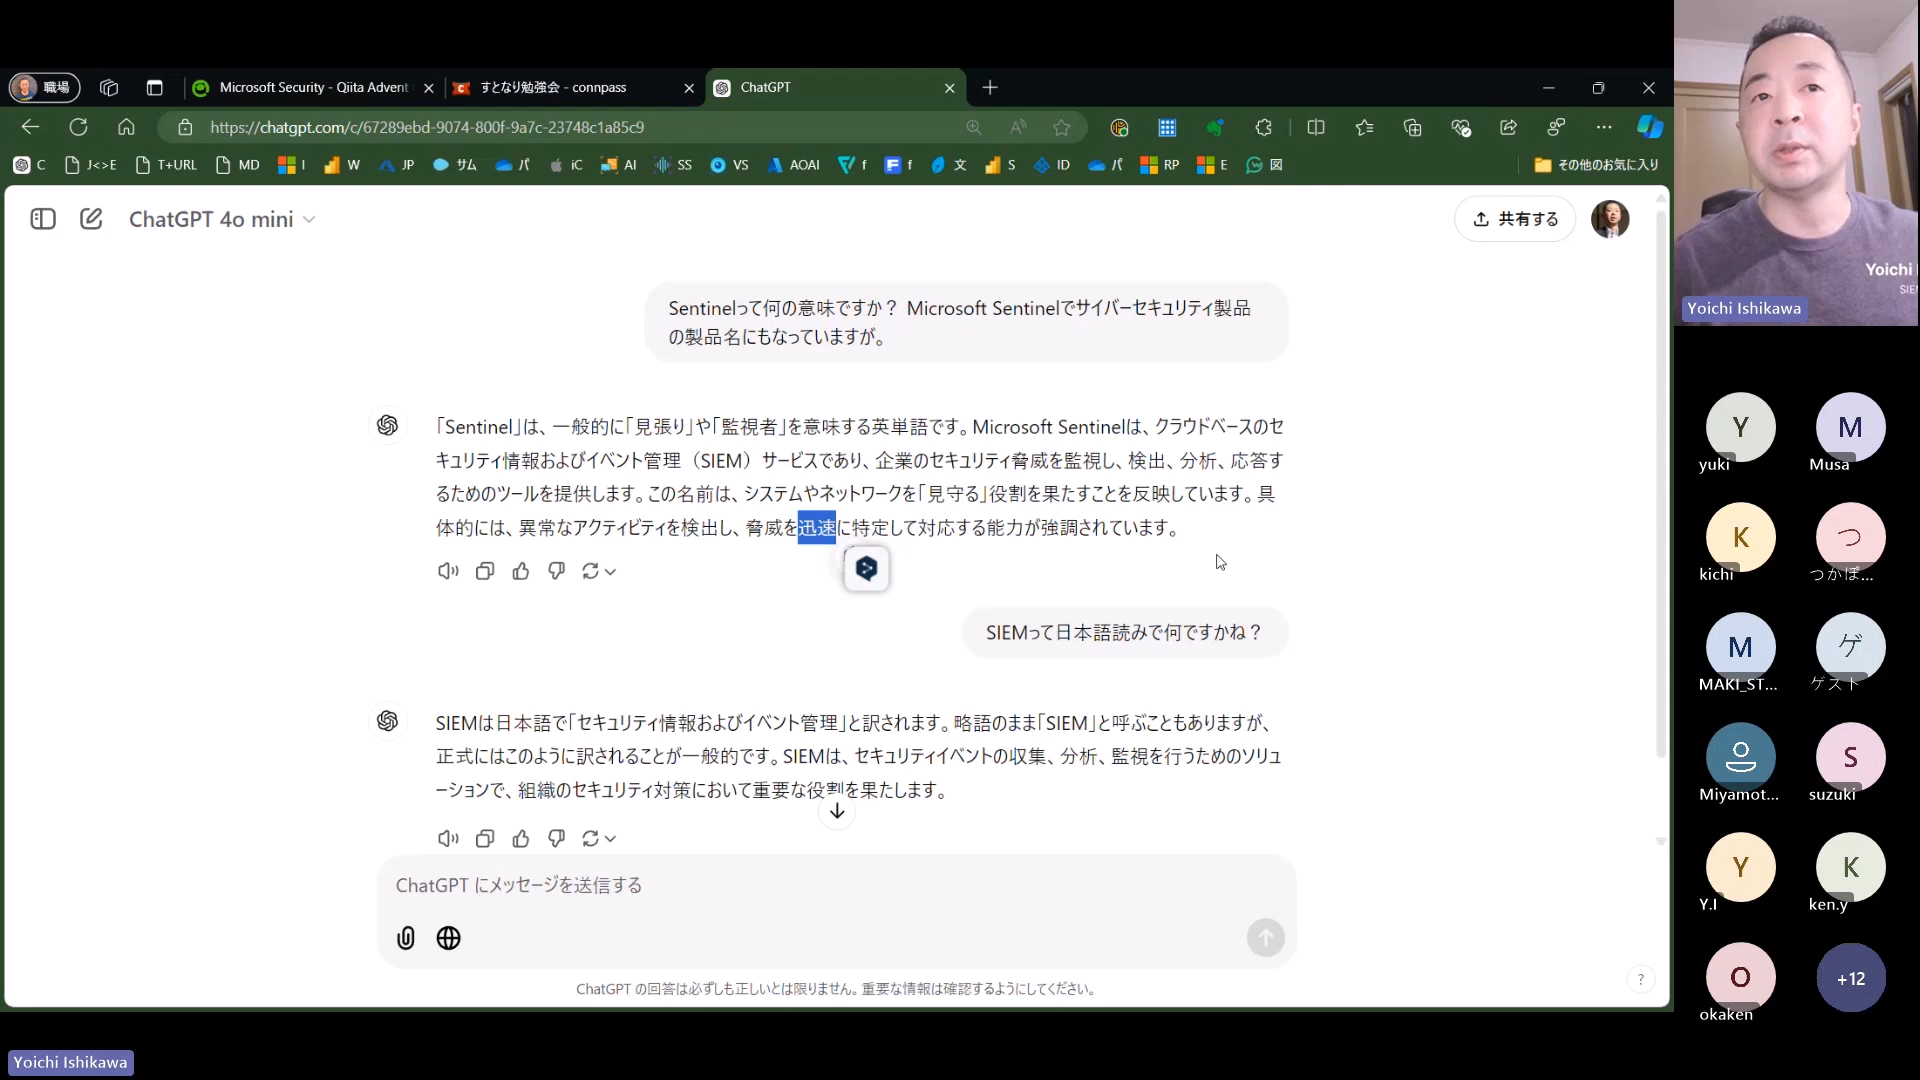 職場
Microsoft Security - Qiita Advent
すとなり勉強会 - connpass
ChatGPT
https://chatgpt.com/c/67289ebd-9074-800f-9a7c-23748c1a85c9
C
J<>E
T+URL
MD
I
W
JP
サム
パ
iC
AI
SS
VS
AOAI
f
f
文
S
ID
パ
RP
E
図
その他のお気に入り
ChatGPT 4o mini
共有する
Sentinelって何の意味ですか？ Microsoft Sentinelでサイバーセキュリティ製品
の製品名にもなっていますが。
「Sentinel」は、一般的に「見張り」や「監視者」を意味する英単語です。Microsoft Sentinelは、クラウドベースのセ
キュリティ情報およびイベント管理（SIEM）サービスであり、企業のセキュリティ脅威を監視し、検出、分析、応答す
るためのツールを提供します。この名前は、システムやネットワークを「見守る」役割を果たすことを反映しています。具
体的には、異常なアクティビティを検出し、脅威を迅速に特定して対応する能力が強調されています。
SIEMって日本語読みで何ですかね？
SIEMは日本語で「セキュリティ情報およびイベント管理」と訳されます。略語のまま「SIEM」と呼ぶこともありますが、
正式にはこのように訳されることが一般的です。SIEMは、セキュリティイベントの収集、分析、監視を行うためのソリュ
ーションで、組織のセキュリティ対策において重要な役割を果たします。
ChatGPT にメッセージを送信する
ChatGPT の回答は必ずしも正しいとは限りません。重要な情報は確認するようにしてください。
?
Yoichi
SIE
Yoichi Ishikawa
Y
yuki
M
Musa
K
kichi
つ
つかぽ...
M
MAKI_ST...
ゲ
ゲスト
Miyamot...
S
suzuki
Y
Y.I
K
ken.y
O
okaken
+12
Yoichi Ishikawa